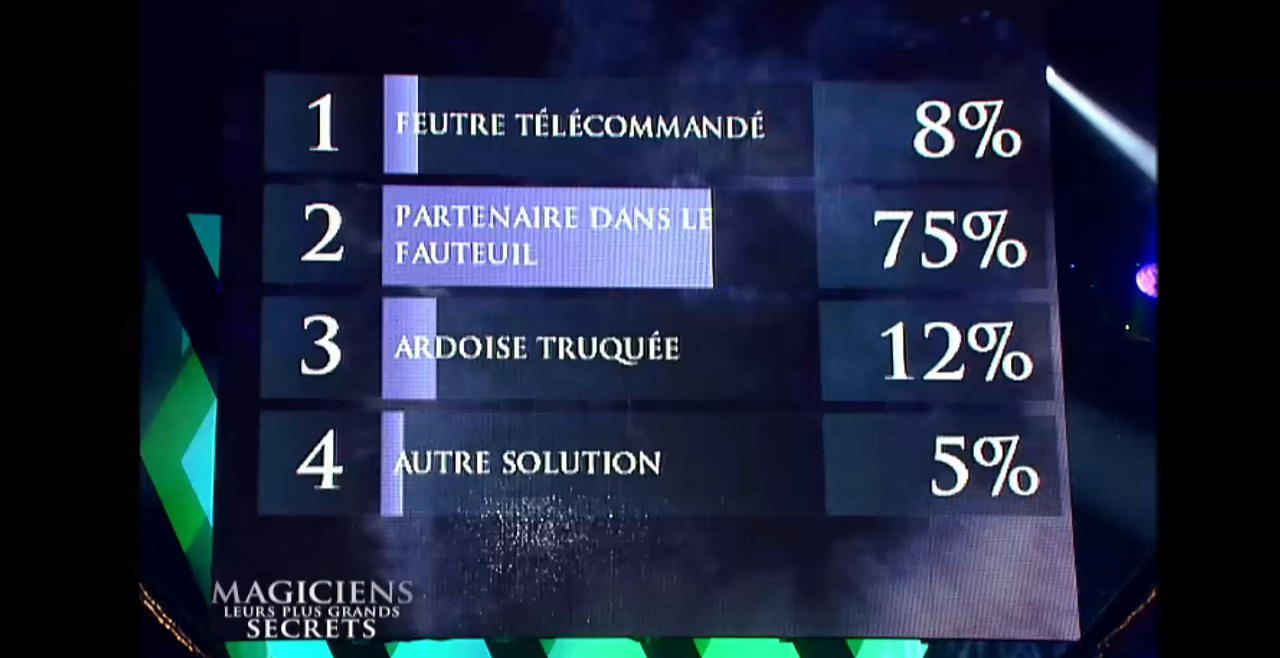 1 FEUTRE TÉLÉCOMMANDÉ 8%
2 PARTENAIRE DANS LE
FAUTEUIL 75%
3 ARDOISE TRUQUÉE 12%
4 AUTRE SOLUTION 5%
MAGICIENS
LEURS PLUS GRANDS
SECRETS